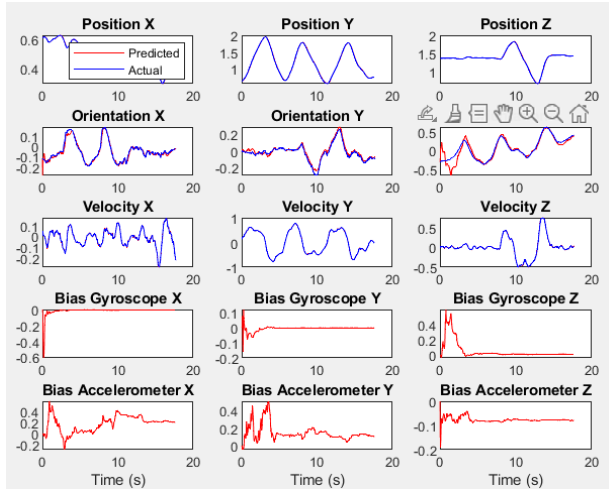 Position X
Position Y
Position Z
0.6
0.4
Predicted
Actual
2
1.5
1
2
1.5
1
0 10 20
0 10 20
0 10 20
Orientation X
Orientation Y
0.1
0
-0.1
-0.2
0.2
0
-0.2
0.5
0
-0.5
0 10 20
0 10 20
0 10 20
Velocity X
Velocity Y
Velocity Z
0.1
0
-0.1
-0.2
1
0
-1
0.5
0
-0.5
0 10 20
0 10 20
0 10 20
Bias Gyroscope X
Bias Gyroscope Y
Bias Gyroscope Z
0
-0.2
-0.4
-0.6
0.1
0
-0.1
-0.2
0.4
0.2
0
0 10 20
0 10 20
0 10 20
Bias Accelerometer X
Bias Accelerometer Y
Bias Accelerometer Z
0.4
0.2
0
-0.2
0.4
0.2
0
0
-0.1
-0.2
0 10 20
0 10 20
0 10 20
Time (s)
Time (s)
Time (s)